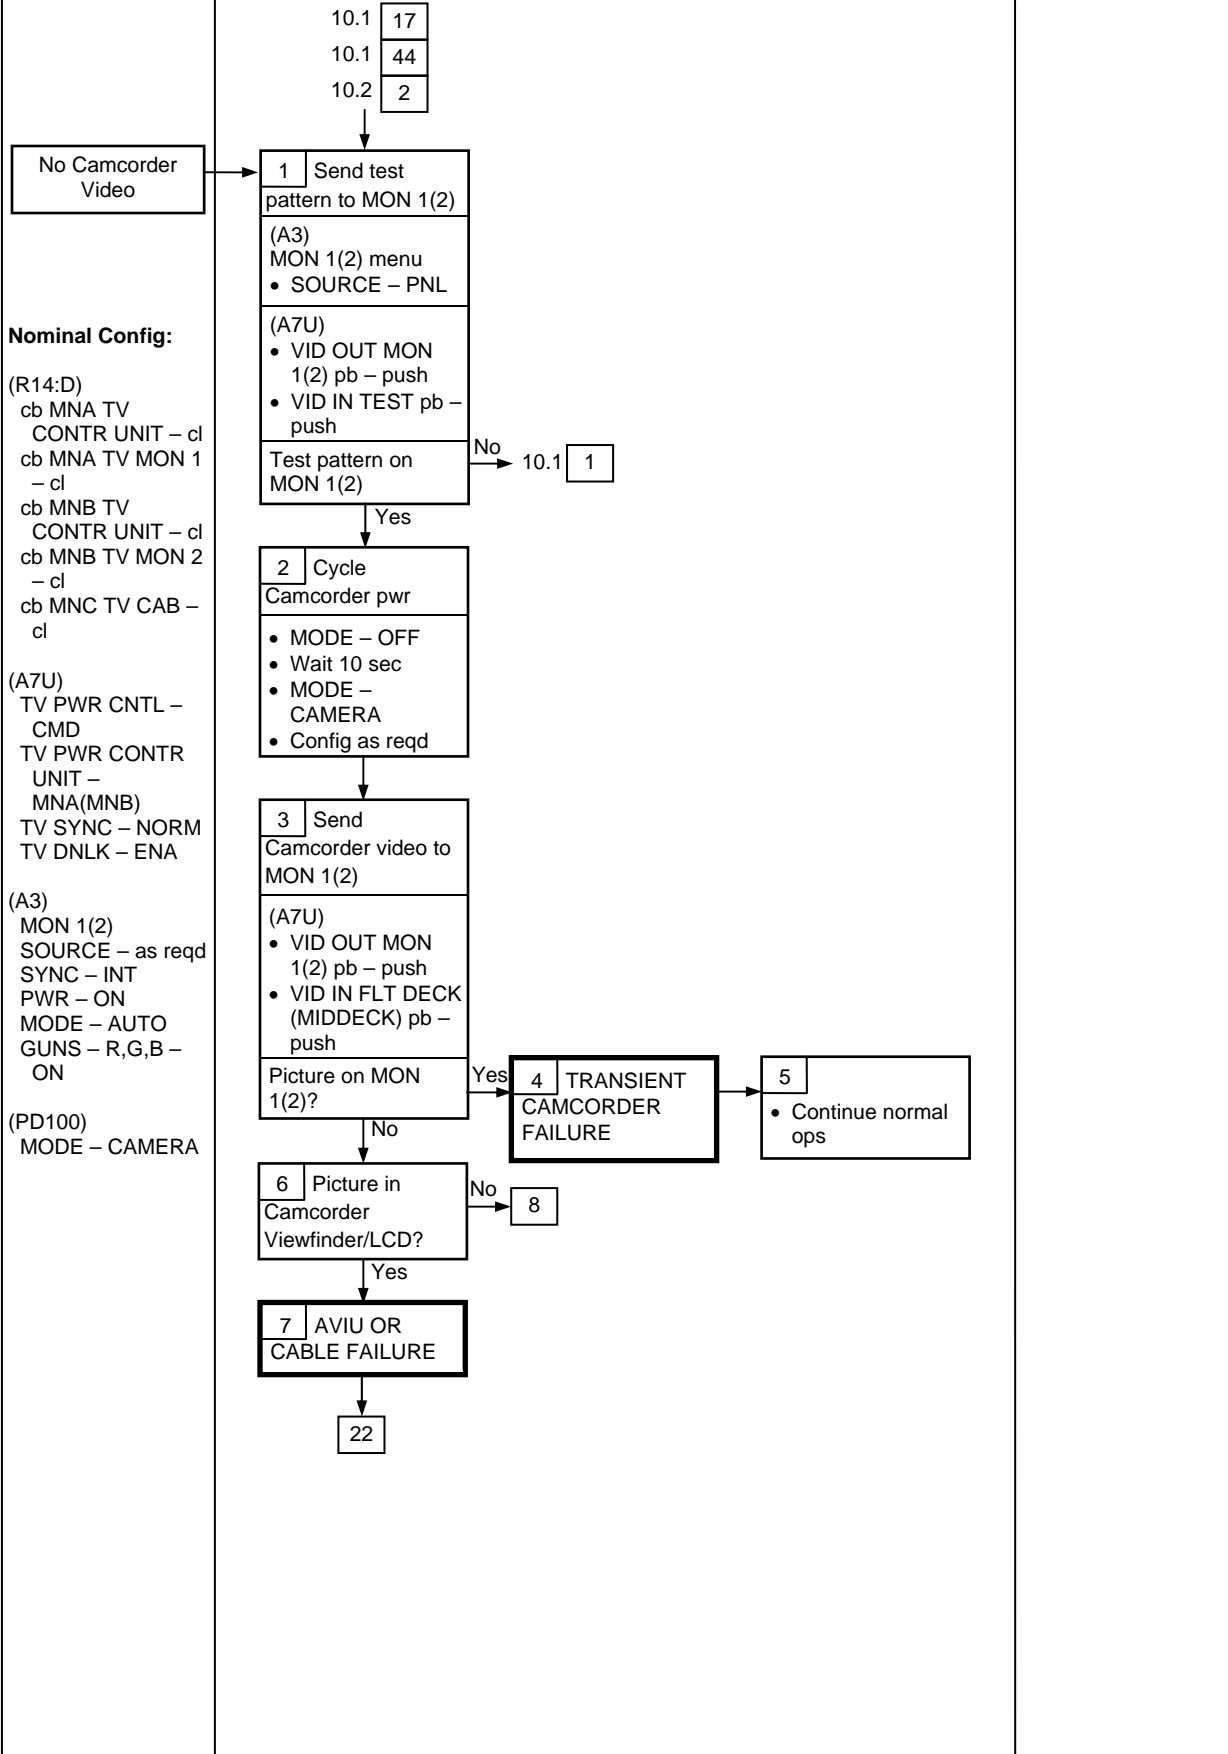 10.1 17
10.1 44
10.2 2
No Camcorder
Video
1 Send test
pattern to MON 1(2)
(A3)
MON 1(2) menu
• SOURCE – PNL
(A7U)
• VID OUT MON
1(2) pb – push
• VID IN TEST pb –
push
Test pattern on
MON 1(2)
No
10.1 1
Yes
Nominal Config:
(R14:D)
cb MNA TV
CONTR UNIT – cl
cb MNA TV MON 1
– cl
cb MNB TV
CONTR UNIT – cl
cb MNB TV MON 2
– cl
cb MNC TV CAB –
cl
(A7U)
TV PWR CNTL –
CMD
TV PWR CONTR
UNIT –
MNA(MNB)
TV SYNC – NORM
TV DNLK – ENA
(A3)
MON 1(2)
SOURCE – as reqd
SYNC – INT
PWR – ON
MODE – AUTO
GUNS – R,G,B –
ON
(PD100)
MODE – CAMERA
2 Cycle
Camcorder pwr
• MODE – OFF
• Wait 10 sec
• MODE –
CAMERA
• Config as reqd
3 Send
Camcorder video to
MON 1(2)
(A7U)
• VID OUT MON
1(2) pb – push
• VID IN FLT DECK
(MIDDECK) pb –
push
Picture on MON
1(2)?
Yes
4 TRANSIENT
CAMCORDER
FAILURE
5
• Continue normal
ops
No
6 Picture in
Camcorder
Viewfinder/LCD?
No
8
Yes
7 AVIU OR
CABLE FAILURE
22